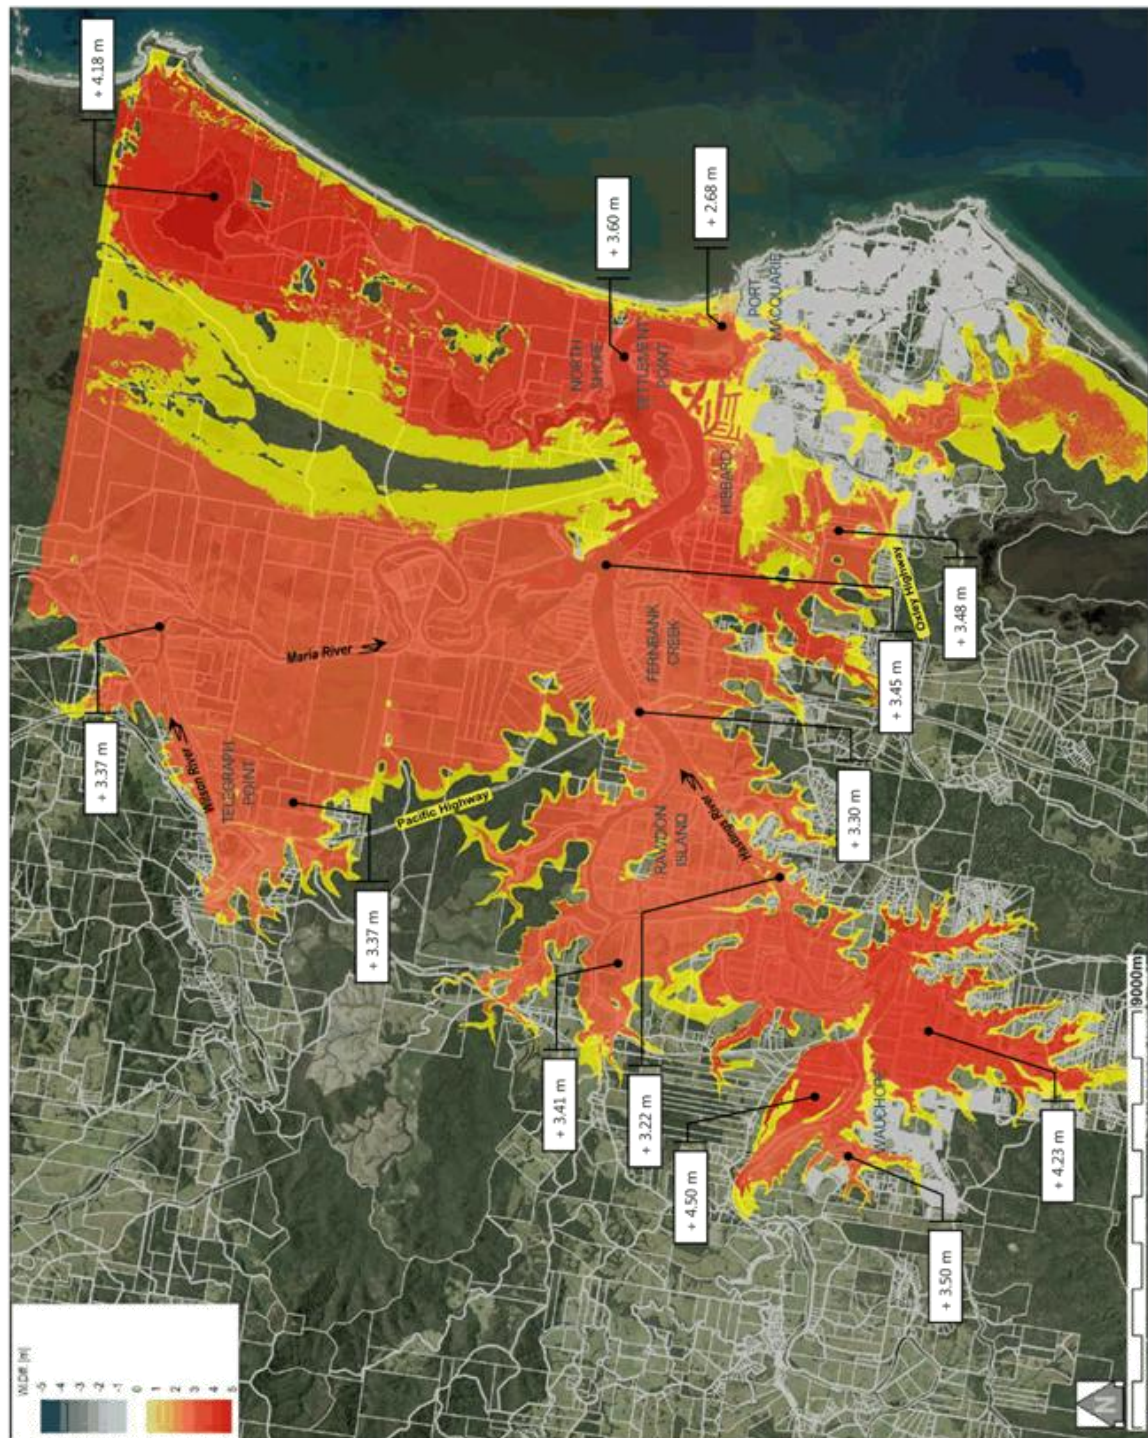 + 4.18 m
+ 3.60 m
+ 2.68 m
PORT
MACQUARIE
NORTH
SHORE
SETTLEMENT
POINT
HIBBARD
Oxley Highway
+ 3.48 m
+ 3.45 m
Maria River
FERNBANK
CREEK
+ 3.37 m
Wilson River
TELEGRAPH
POINT
Pacific Highway
+ 3.30 m
RAWDON
ISLAND
Hastings River
+ 3.37 m
+ 3.41 m
+ 3.22 m
+ 4.50 m
WAUCHOPE
+ 4.23 m
+ 3.50 m
9000m
-5
-4
-3
-2
-1
0
1
2
3
4
5
N